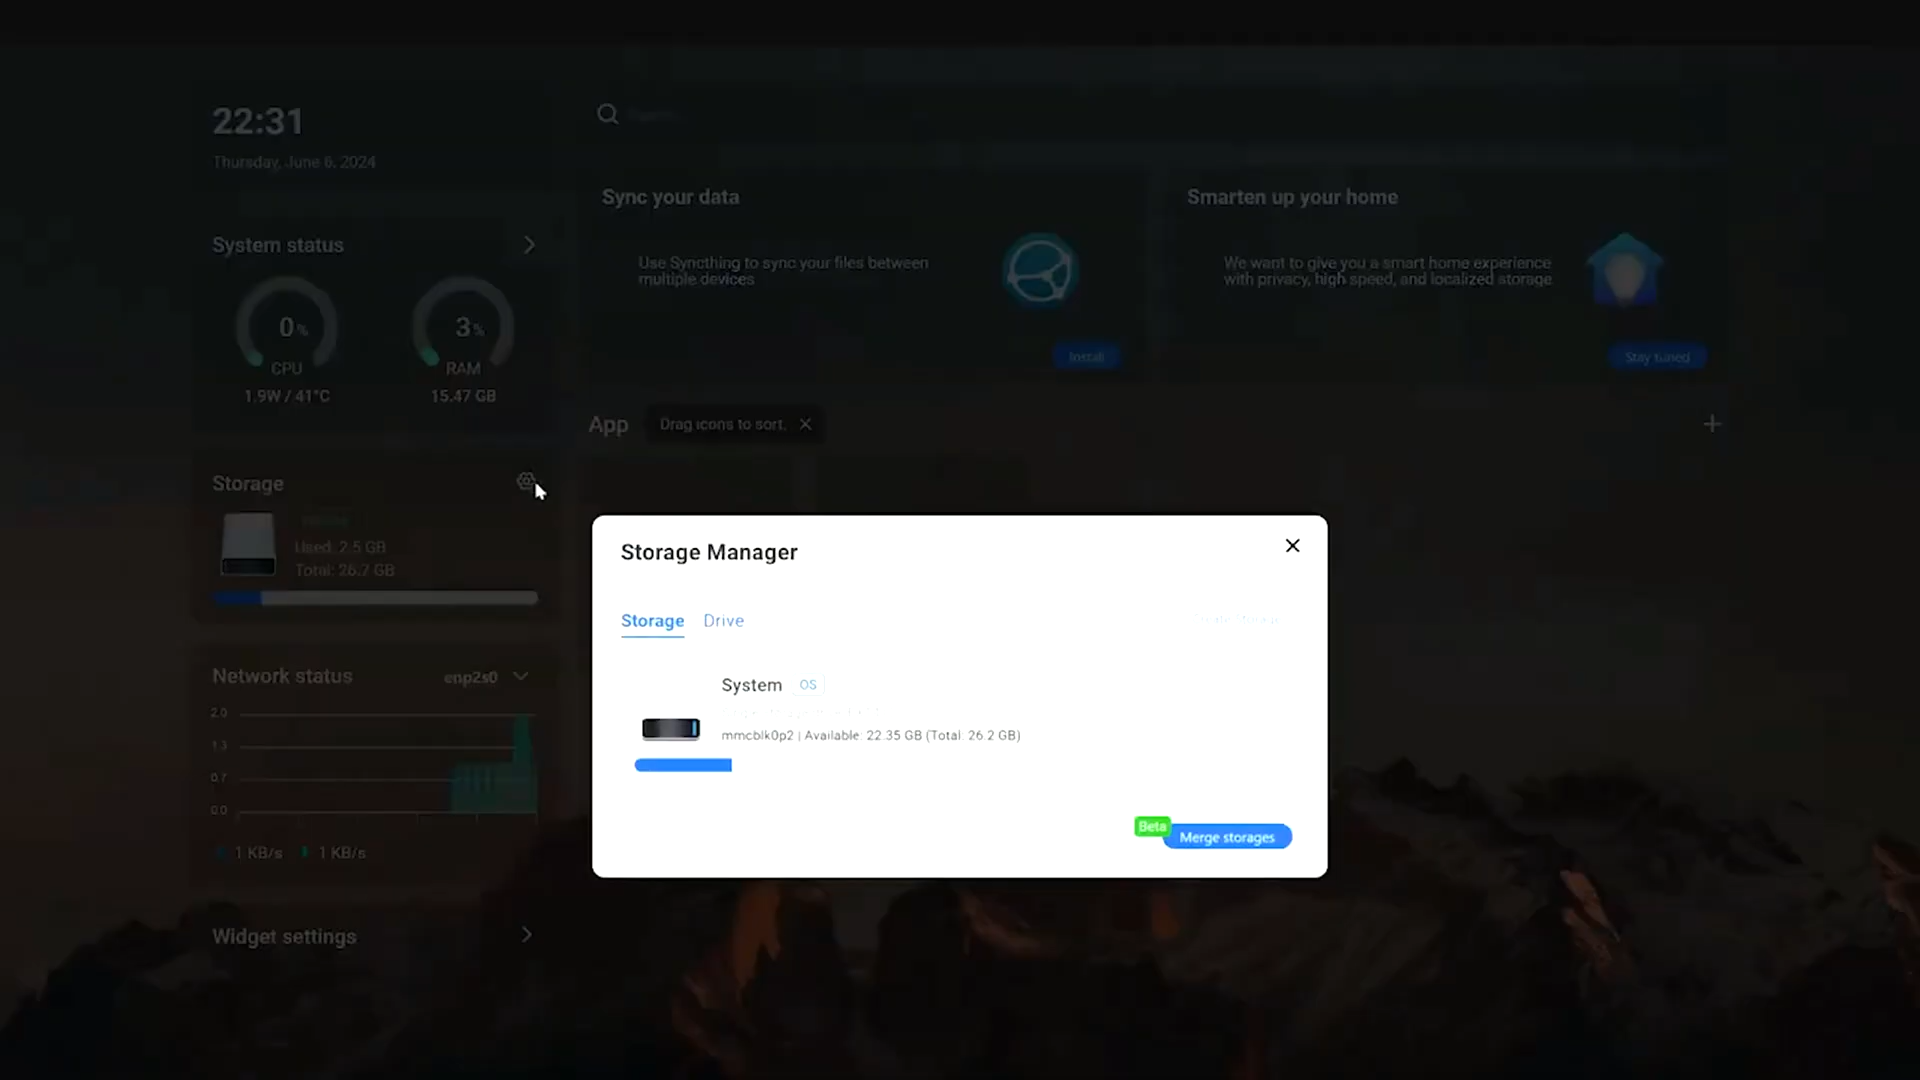 22:31
Thursday, June 6, 2024
System status
0%
CPU
1.9W / 41°C
3%
RAM
15.47 GB
Storage
Used: 2.5 GB
Total: 26.7 GB
Network status
enp2s0
2.0
1.3
0.7
0.0
1 KB/s
1 KB/s
Widget settings
Sync your data
Use Syncthing to sync your files between
multiple devices
Install
Smarten up your home
We want to give you a smart home experience
with privacy, high speed, and localized storage
Stay tuned
App
Drag icons to sort.
Storage Manager
Storage
Drive
Create Storage
System
OS
mmcblk0p2 | Available: 22.35 GB (Total: 26.2 GB)
Beta
Merge storages